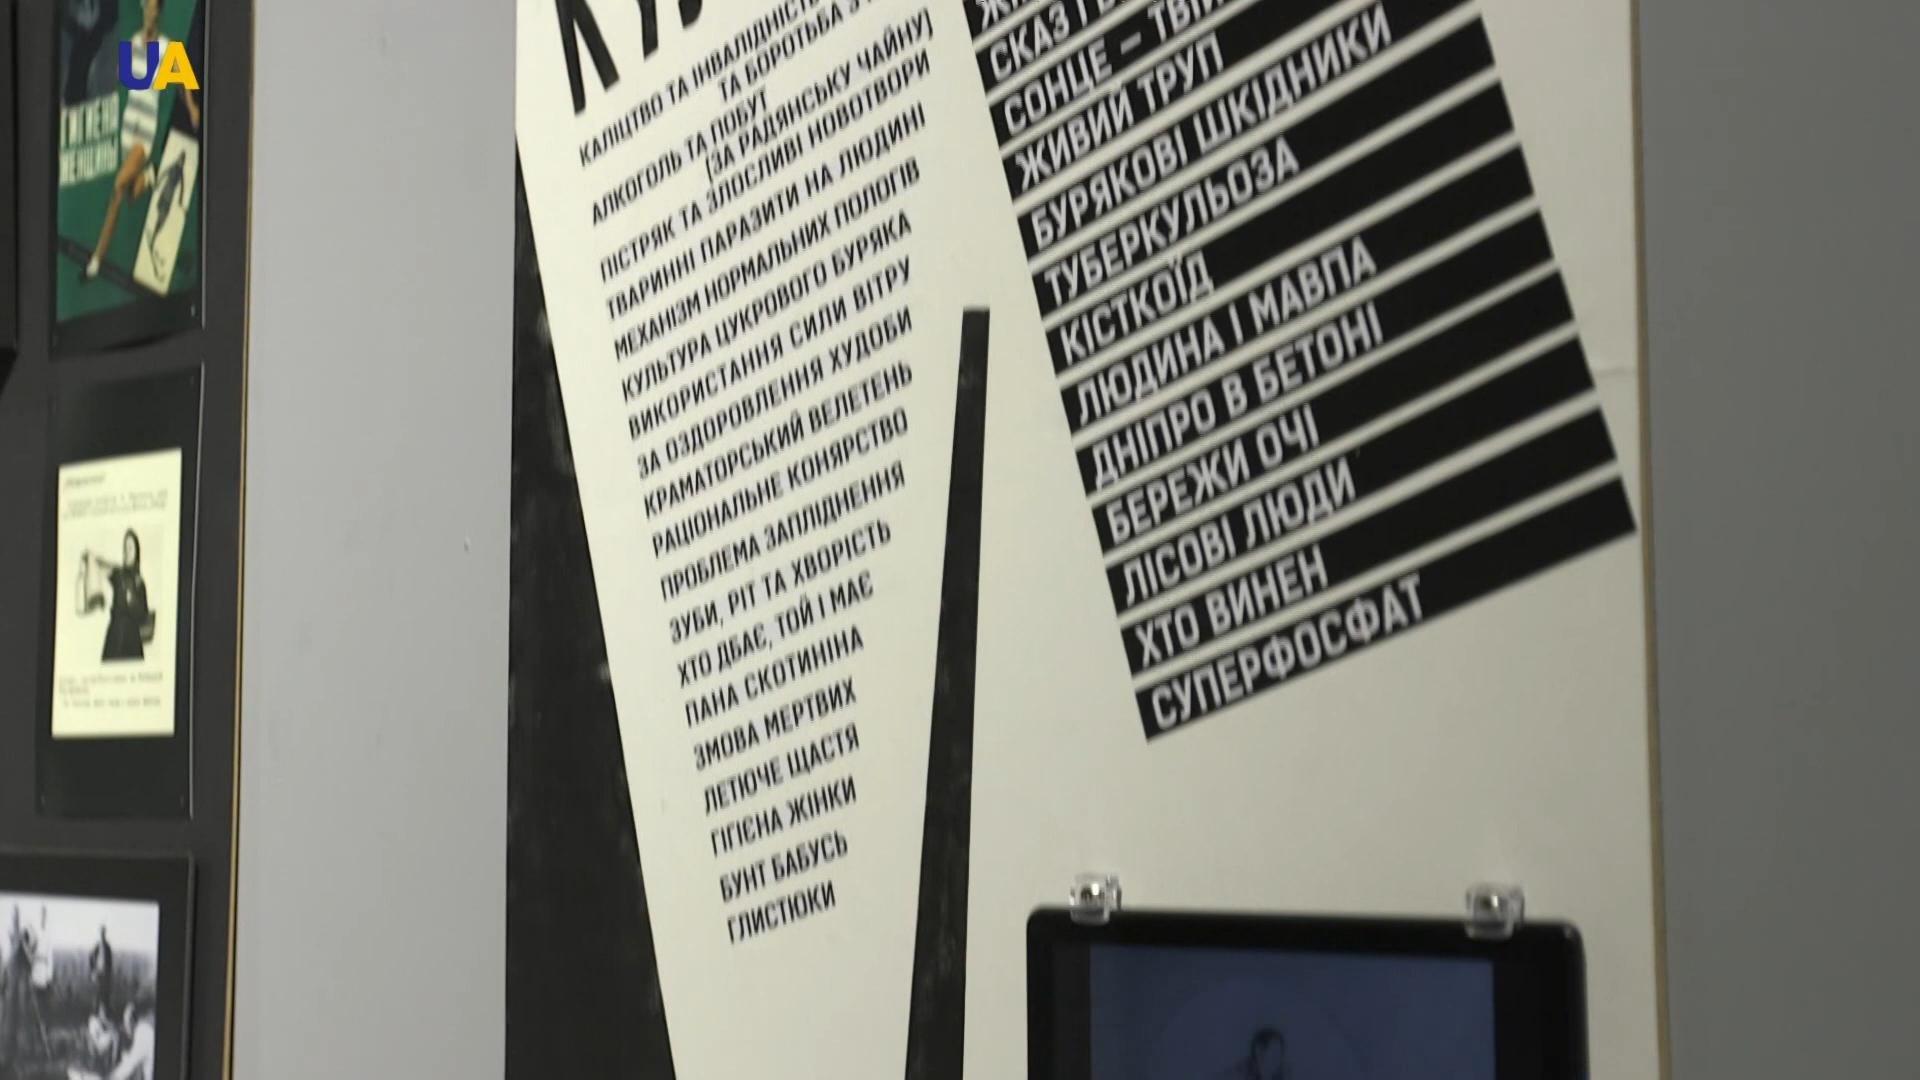 UA
КАЛІЦТВО ТА ІНВАЛІДНІСТЬ
ТА БОРОТЬБА З
АЛКОГОЛЬ ТА ПОБУТ
[ЗА РАДЯНСЬКУ ЧАЙНУ]
ПІСТРЯК ТА ЗЛОСЛИВІ НОВОТВОРИ
ТВАРИННІ ПАРАЗИТИ НА ЛЮДИНІ
МЕХАНІЗМ НОРМАЛЬНИХ ПОЛОГІВ
КУЛЬТУРА ЦУКРОВОГО БУРЯКА
ВИКОРИСТАННЯ СИЛИ ВІТРУ
ЗА ОЗДОРОВЛЕННЯ ХУДОБИ
КРАМАТОРСЬКИЙ ВЕЛЕТЕНЬ
РАЦІОНАЛЬНЕ КОНЯРСТВО
ПРОБЛЕМА ЗАПЛІДНЕННЯ
ЗУБИ, РІТ ТА ХВОРІСТЬ
ХТО ДБАЄ, ТОЙ І МАЄ
ПАНА СКОТИНІНА
ЗМОВА МЕРТВИХ
ЛЕТЮЧЕ ЩАСТЯ
ГІГІЄНА ЖІНКИ
БУНТ БАБУСЬ
ГЛИСТЮКИ
СКАЗ І
СОНЦЕ – ТВІЙ
ЖИВИЙ ТРУП
БУРЯКОВІ ШКІДНИКИ
ТУБЕРКУЛЬОЗА
КІСТКОЇД
ЛЮДИНА І МАВПА
ДНІПРО В БЕТОНІ
БЕРЕЖИ ОЧІ
ЛІСОВІ ЛЮДИ
ХТО ВИНЕН
СУПЕРФОСФАТ